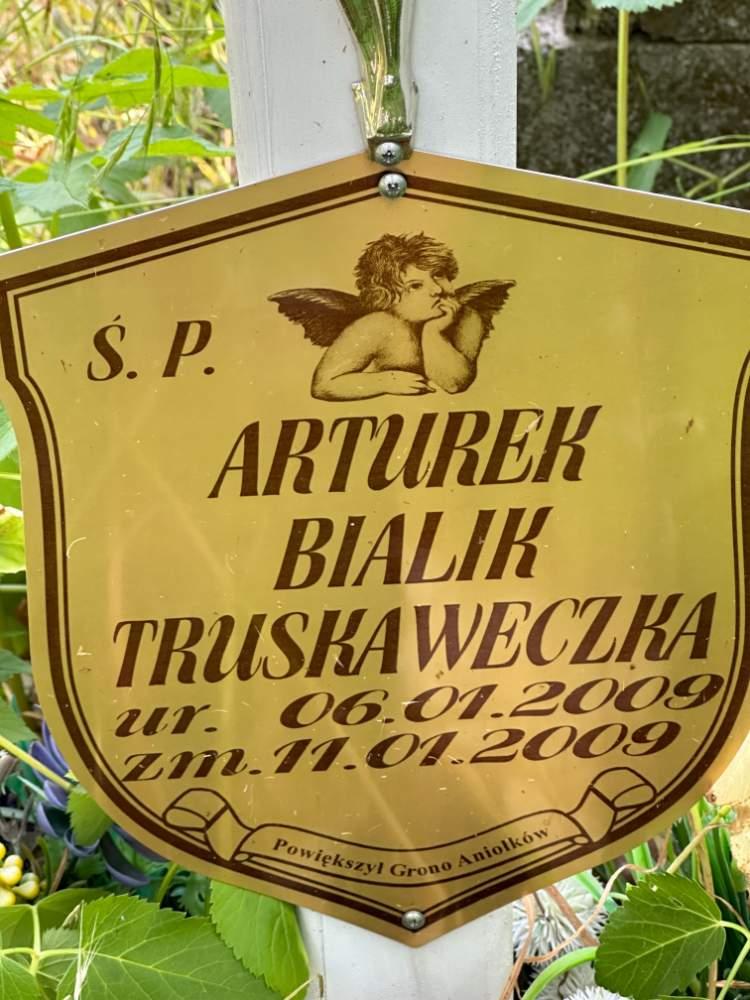 Ś. P.
ARTUREK
BIALIK
TRUSKAWECZKA
ur. 06.01.2009
zm. 11.01.2009
Powiększył Grono Aniołków